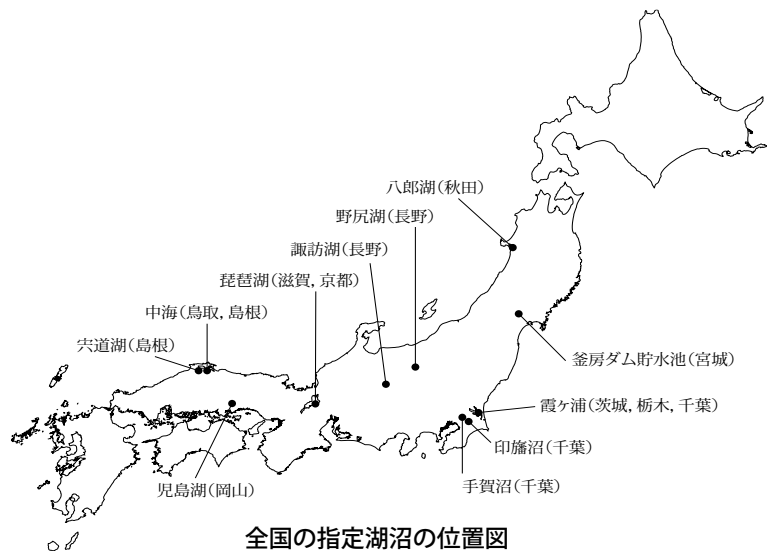 八郎湖（秋田）
野尻湖（長野）
諏訪湖（長野）
琵琶湖（滋賀，京都）
中海（鳥取，島根）
宍道湖（島根）
釜房ダム貯水池（宮城）
霞ヶ浦（茨城，栃木，千葉）
印旛沼（千葉）
手賀沼（千葉）
児島湖（岡山）
全国の指定湖沼の位置図